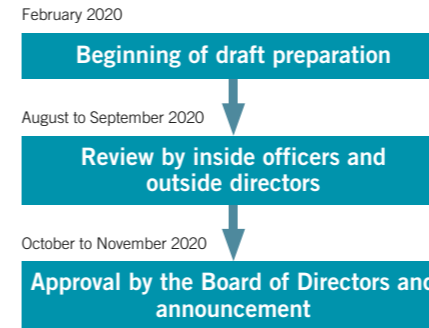 February 2020
Beginning of draft preparation
August to September 2020
Review by inside officers and
outside directors
October to November 2020
Approval by the Board of Directors and
announcement